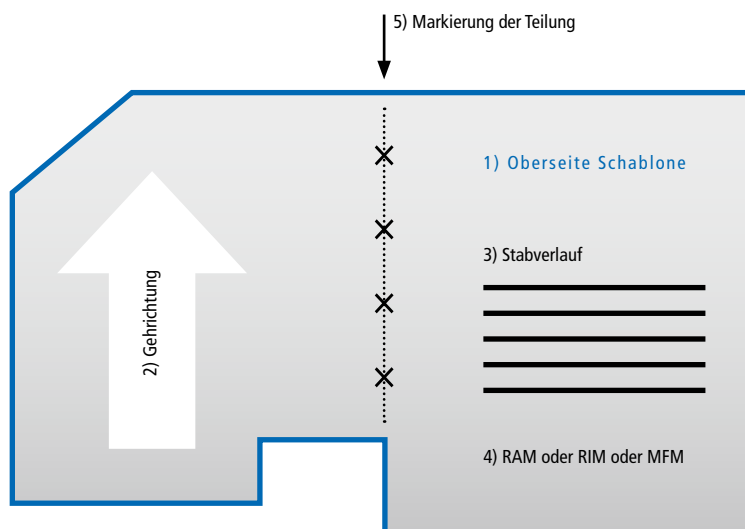 5) Markierung der Teilung
1) Oberseite Schablone
3) Stabverlauf
2) Gehrichtung
4) RAM oder RIM oder MFM